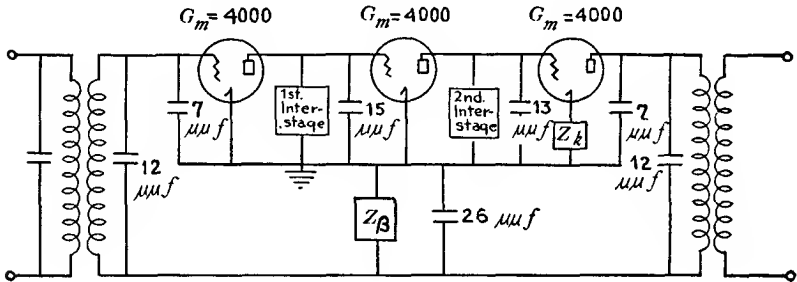 G_m = 4000
G_m = 4000
G_m = 4000
7
μμf
1st.
Inter-
stage
15
μμf
2nd.
Inter-
stage
13
μμf
Z_k
2
μμf
12
μμf
12
μμf
Z_β
26 μμf